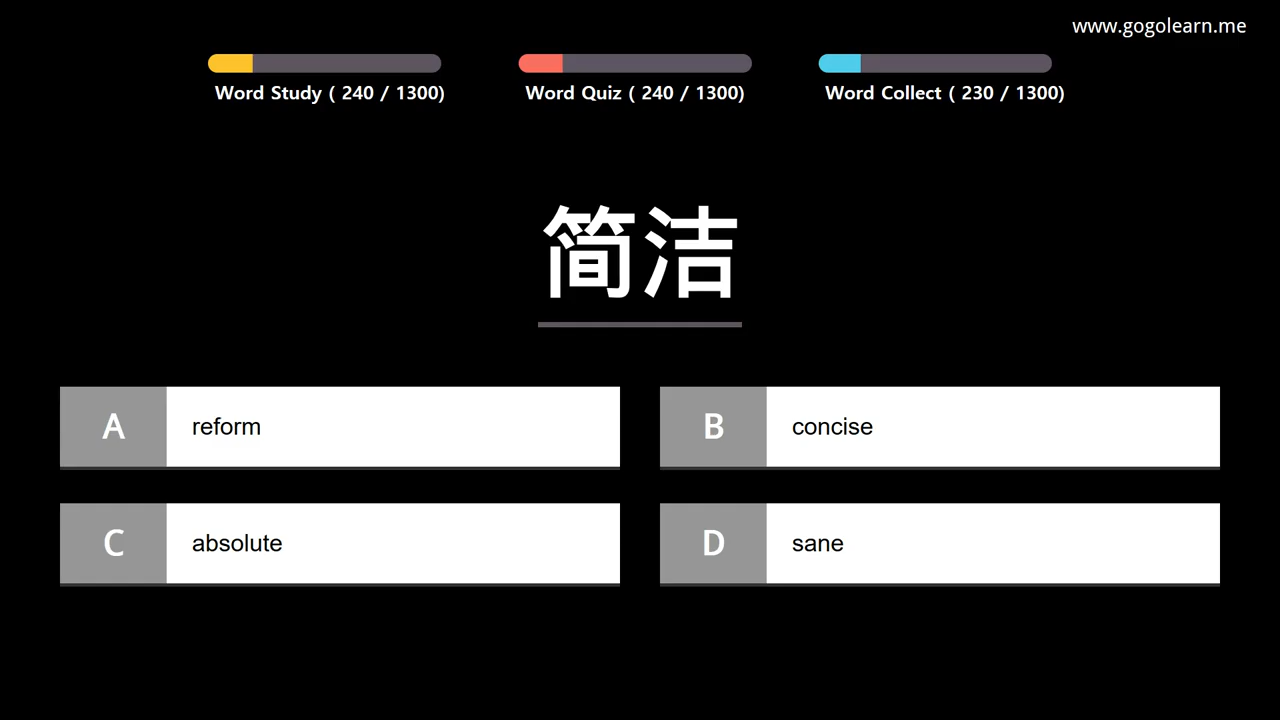 www.gogolearn.me
Word Study ( 240 / 1300)
Word Quiz ( 240 / 1300)
Word Collect ( 230 / 1300)
简洁
A reform
B concise
C absolute
D sane